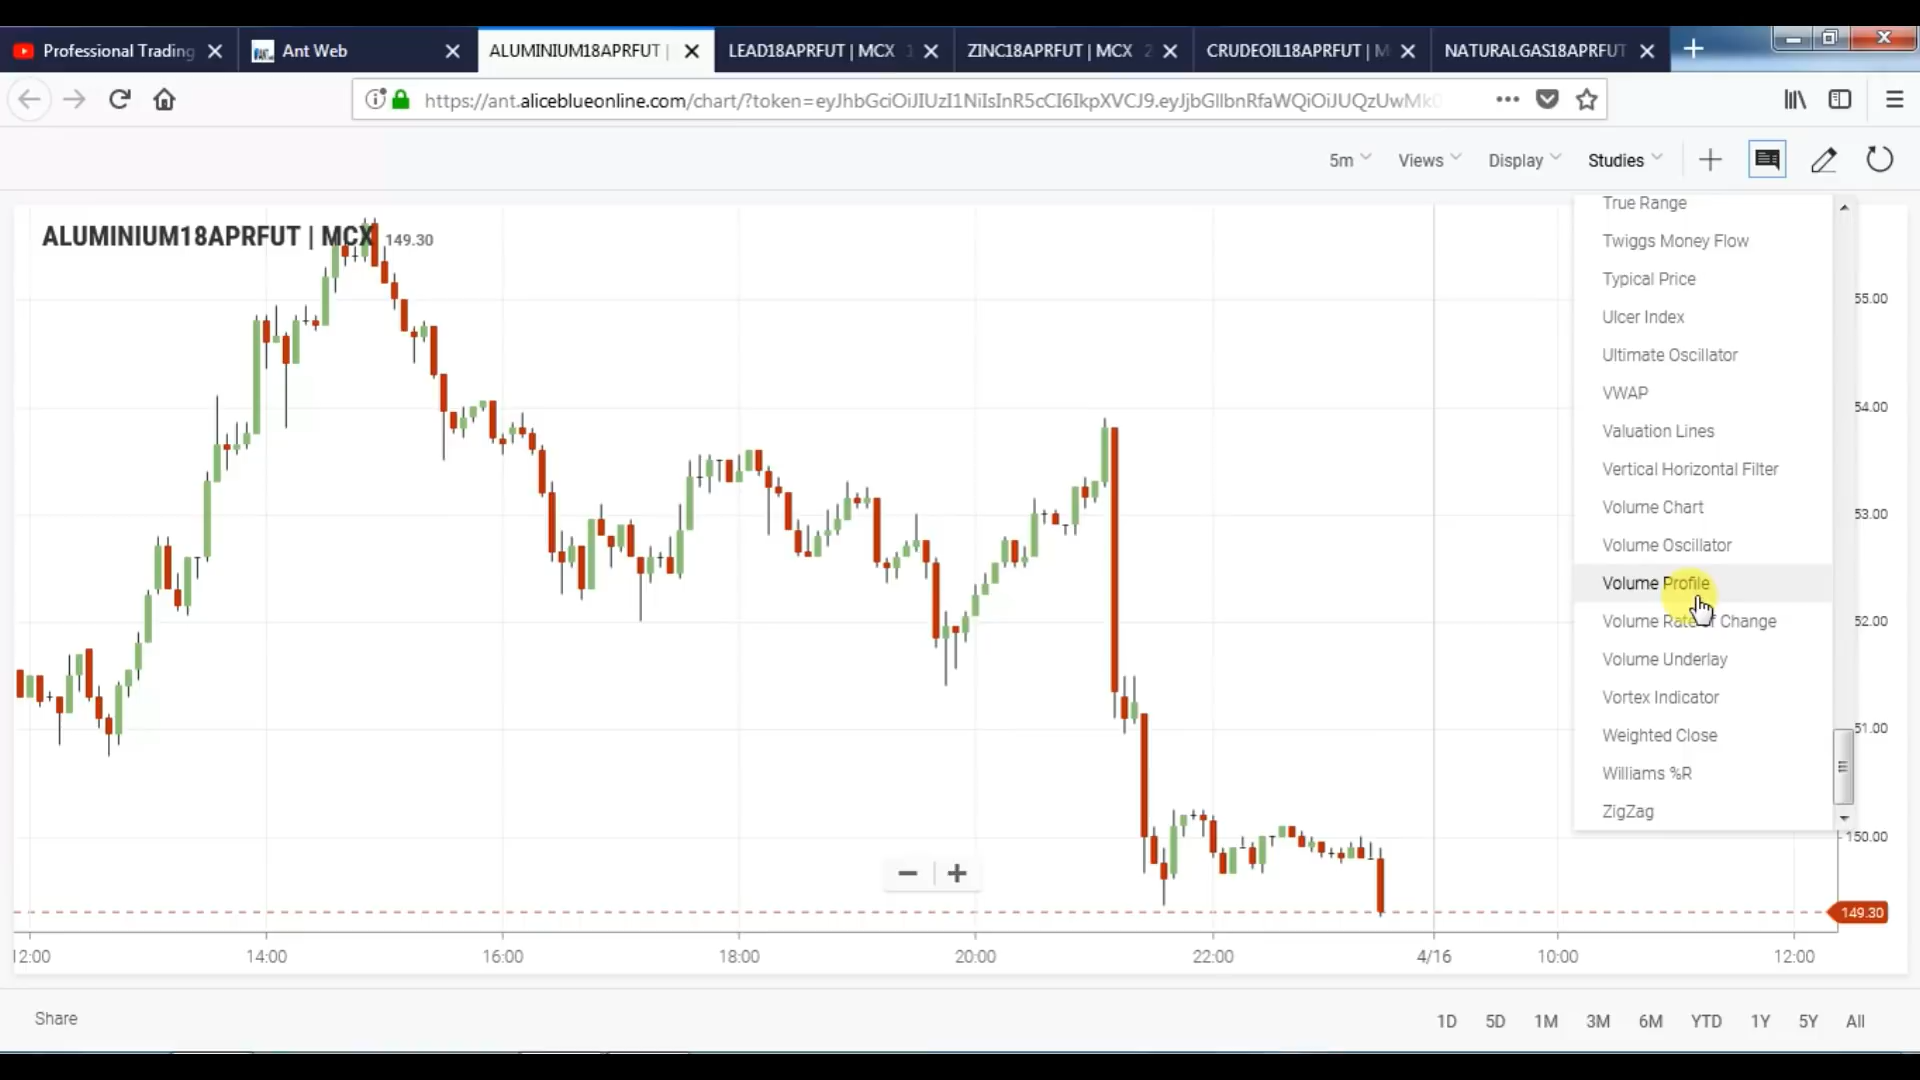 Professional Trading
Ant Web
ALUMINIUM18APRFUT |
LEAD18APRFUT | MCX
ZINC18APRFUT | MCX
CRUDEOIL18APRFUT | M
NATURALGAS18APRFUT
https://ant.aliceblueonline.com/chart/?token=eyJhbGciOiJIUzI1NiIsInR5cCI6IkpXVCJ9.eyJjbGllbnRfaWQiOiJUQzUwMk0
5m
Views
Display
Studies
ALUMINIUM18APRFUT | MCX 149.30
True Range
Twiggs Money Flow
Typical Price
Ulcer Index
Ultimate Oscillator
VWAP
Valuation Lines
Vertical Horizontal Filter
Volume Chart
Volume Oscillator
Volume Profile
Volume Rate of Change
Volume Underlay
Vortex Indicator
Weighted Close
Williams %R
ZigZag
55.00
54.00
53.00
52.00
51.00
150.00
149.30
12:00
14:00
16:00
18:00
20:00
22:00
4/16
10:00
12:00
Share
1D
5D
1M
3M
6M
YTD
1Y
5Y
All